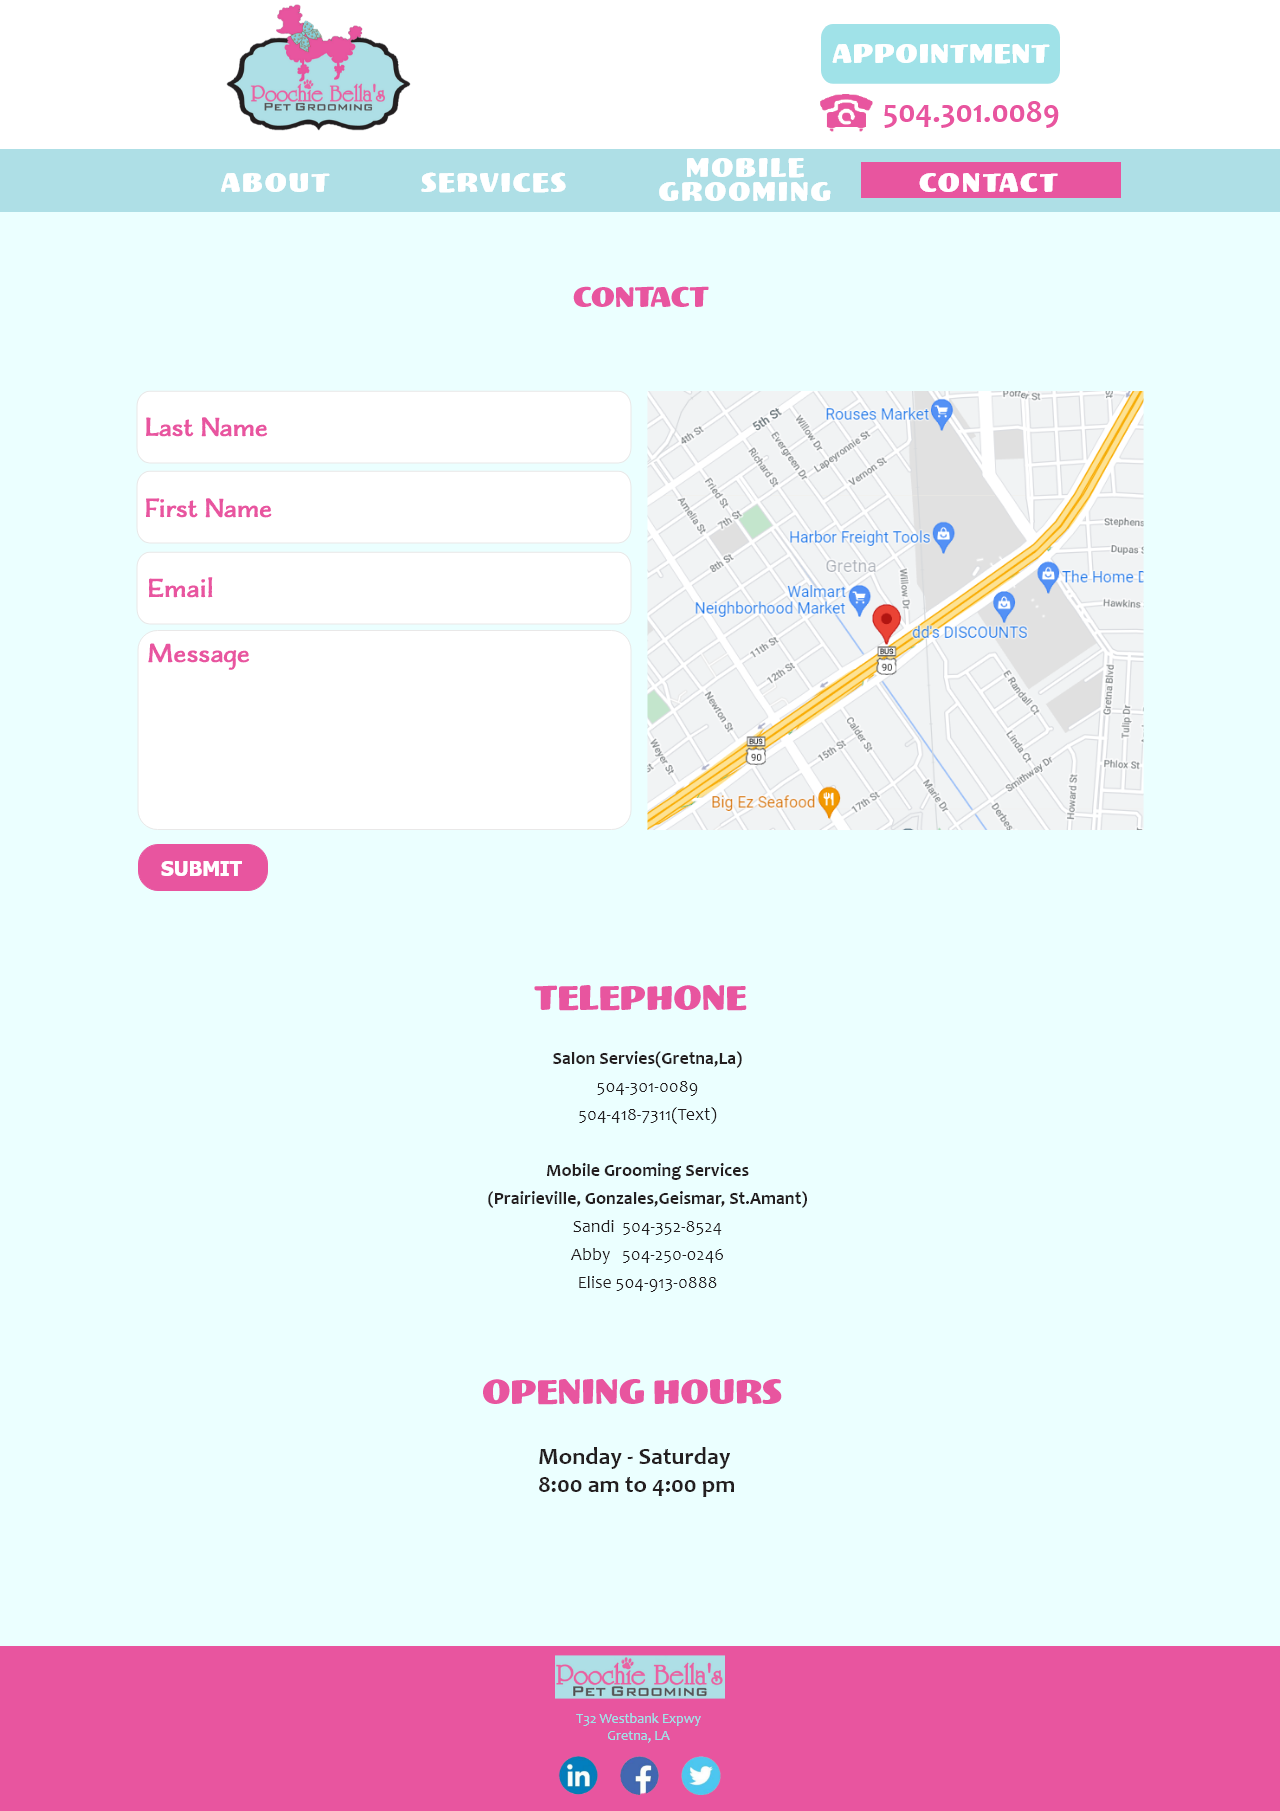 Poochie Bella's
PET GROOMING
APPOINTMENT
504.301.0089
ABOUT
SERVICES
MOBILE
GROOMING
CONTACT
CONTACT
Last Name
First Name
Email
Message
SUBMIT
Potter St
Rouses Market
5th St
4th St
Willow Dr
Evergreen Dr
Lapeyronnie St
Richard St
Vernon St
Fried St
Amelia St
7th St
8th St
Stephens
Harbor Freight Tools
Dupas S
Gretna
Willow Dr
The Home D
Walmart
Neighborhood Market
Hawkins
dd's DISCOUNTS
BUS
90
11th St
12th St
E Randall Ct
Gretna Blvd
Newton St
Tulip Dr
Calder St
Linda Ct
BUS
90
15th St
Weyer St
Smithway Dr
Phlox St
Marie Dr
Howard St
Big Ez Seafood
17th St
Derbes
TELEPHONE
Salon Servies(Gretna,La)
504-301-0089
504-418-7311(Text)
Mobile Grooming Services
(Prairieville, Gonzales,Geismar, St.Amant)
Sandi 504-352-8524
Abby 504-250-0246
Elise 504-913-0888
OPENING HOURS
Monday - Saturday
8:00 am to 4:00 pm
Poochie Bella's
PET GROOMING
T32 Westbank Expwy
Gretna, LA
in
f